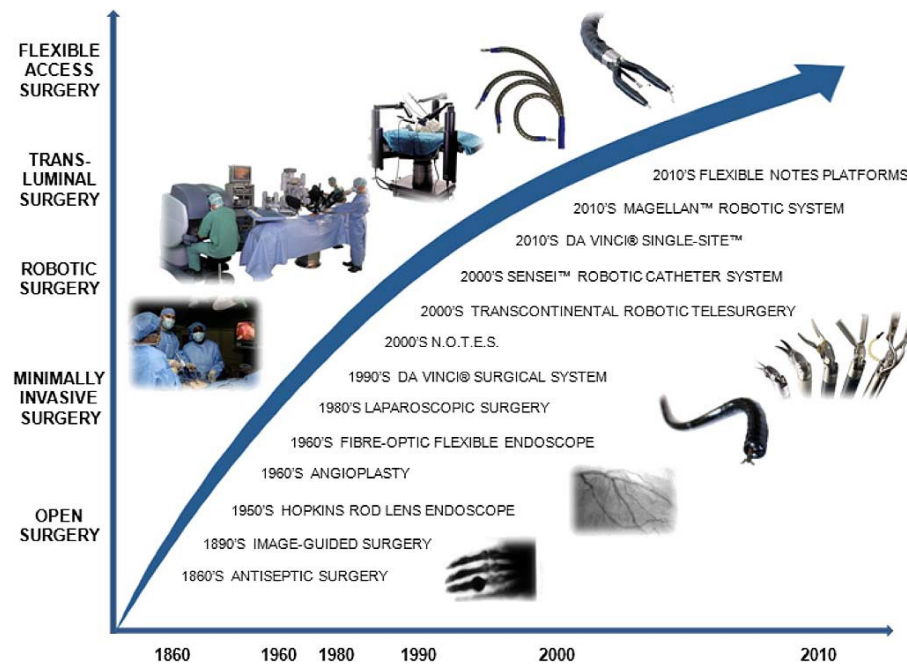 FLEXIBLE
ACCESS
SURGERY
TRANS-
LUMINAL
SURGERY
ROBOTIC
SURGERY
MINIMALLY
INVASIVE
SURGERY
OPEN
SURGERY
2010'S FLEXIBLE NOTES PLATFORMS
2010'S MAGELLAN™ ROBOTIC SYSTEM
2010'S DA VINCI® SINGLE-SITE™
2000'S SENSEI™ ROBOTIC CATHETER SYSTEM
2000'S TRANSCONTINENTAL ROBOTIC TELESURGERY
2000'S N.O.T.E.S.
1990'S DA VINCI® SURGICAL SYSTEM
1980'S LAPAROSCOPIC SURGERY
1960'S FIBRE-OPTIC FLEXIBLE ENDOSCOPE
1960'S ANGIOPLASTY
1950'S HOPKINS ROD LENS ENDOSCOPE
1890'S IMAGE-GUIDED SURGERY
1860'S ANTISEPTIC SURGERY
1860 1960 1980 1990 2000 2010